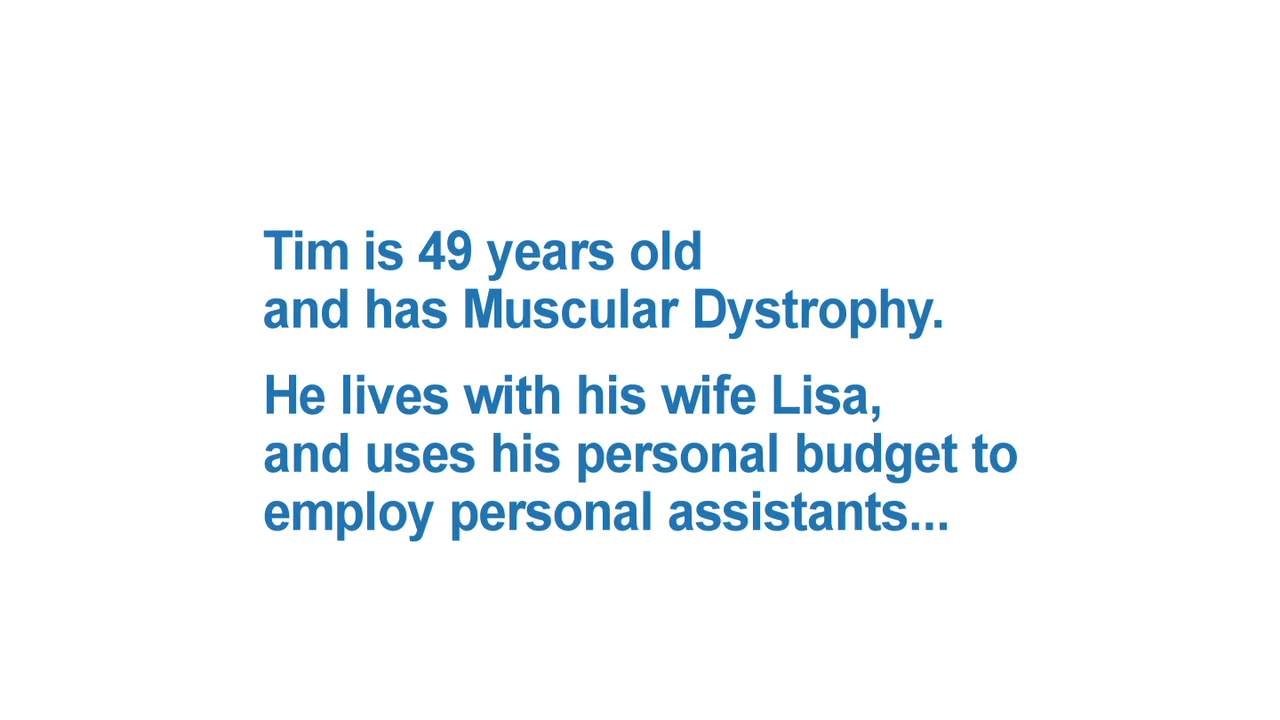 Tim is 49 years old
and has Muscular Dystrophy.
He lives with his wife Lisa,
and uses his personal budget to
employ personal assistants...